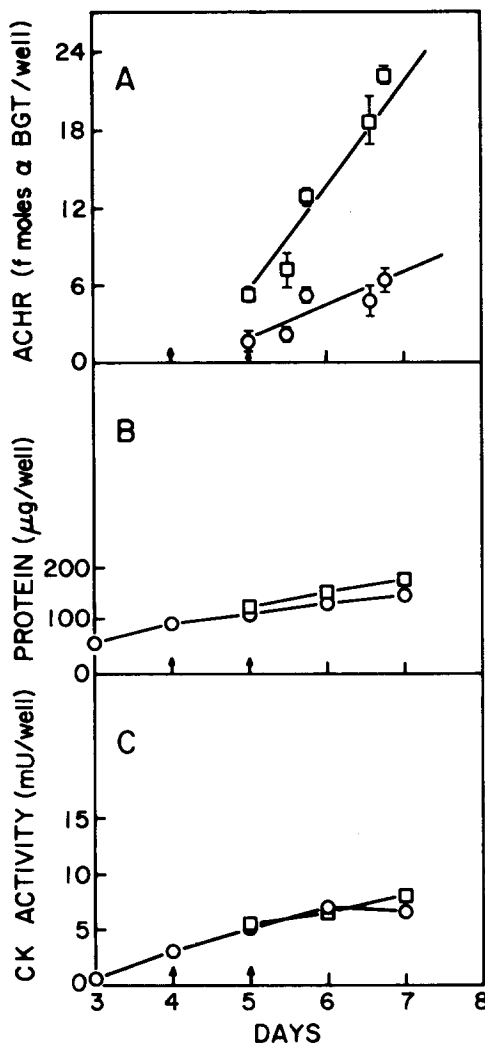 A
ACHR (f moles α BGT/well)
24
18
12
6
0
B
PROTEIN (μg/well)
200
100
0
C
CK ACTIVITY (mU/well)
15
10
5
0
3 4 5 6 7 8
DAYS